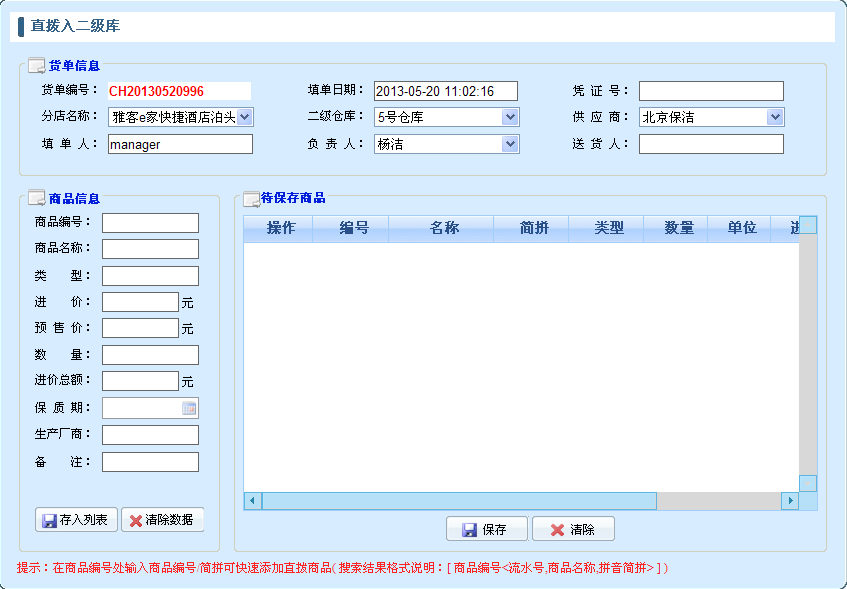 直拨入二级库
货单信息
货单编号： CH20130520996 填单日期： 2013-05-20 11:02:16 凭 证 号：
分店名称： 雅客e家快捷酒店泊头 二级仓库： 5号仓库 供 应 商： 北京保洁
填 单 人： manager 负 责 人： 杨洁 送 货 人：
商品信息
商品编号：
商品名称：
类 型：
进 价： 元
预 售 价： 元
数 量：
进价总额： 元
保 质 期：
生产厂商：
备 注：
存入列表 清除数据
待保存商品
操作 编号 名称 简拼 类型 数量 单位
保存 清除
提示：在商品编号处输入商品编号/简拼可快速添加直拨商品( 搜索结果格式说明：[ 商品编号<流水号,商品名称,拼音简拼> ] )